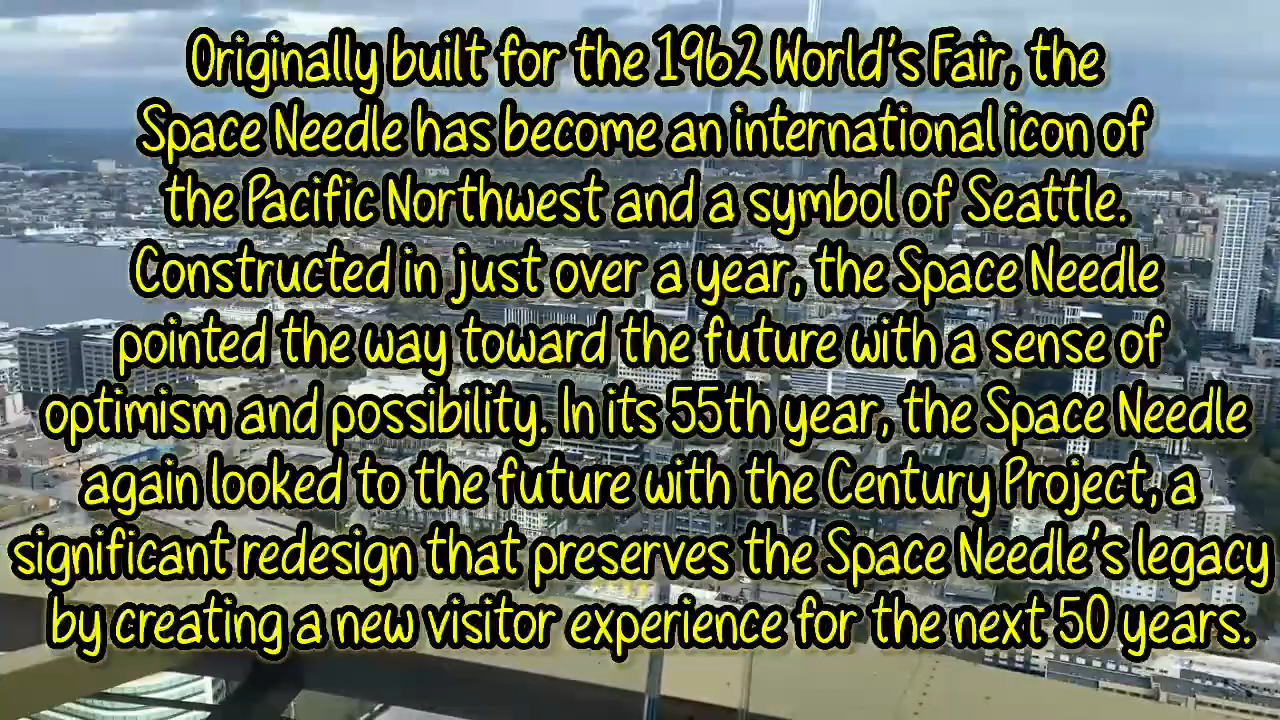 Originally built for the 1962 World's Fair, the
Space Needle has become an international icon of
the Pacific Northwest and a symbol of Seattle.
Constructed in just over a year, the Space Needle
pointed the way toward the future with a sense of
optimism and possibility. In its 55th year, the Space Needle
again looked to the future with the Century Project, a
significant redesign that preserves the Space Needle's legacy
by creating a new visitor experience for the next 50 years.